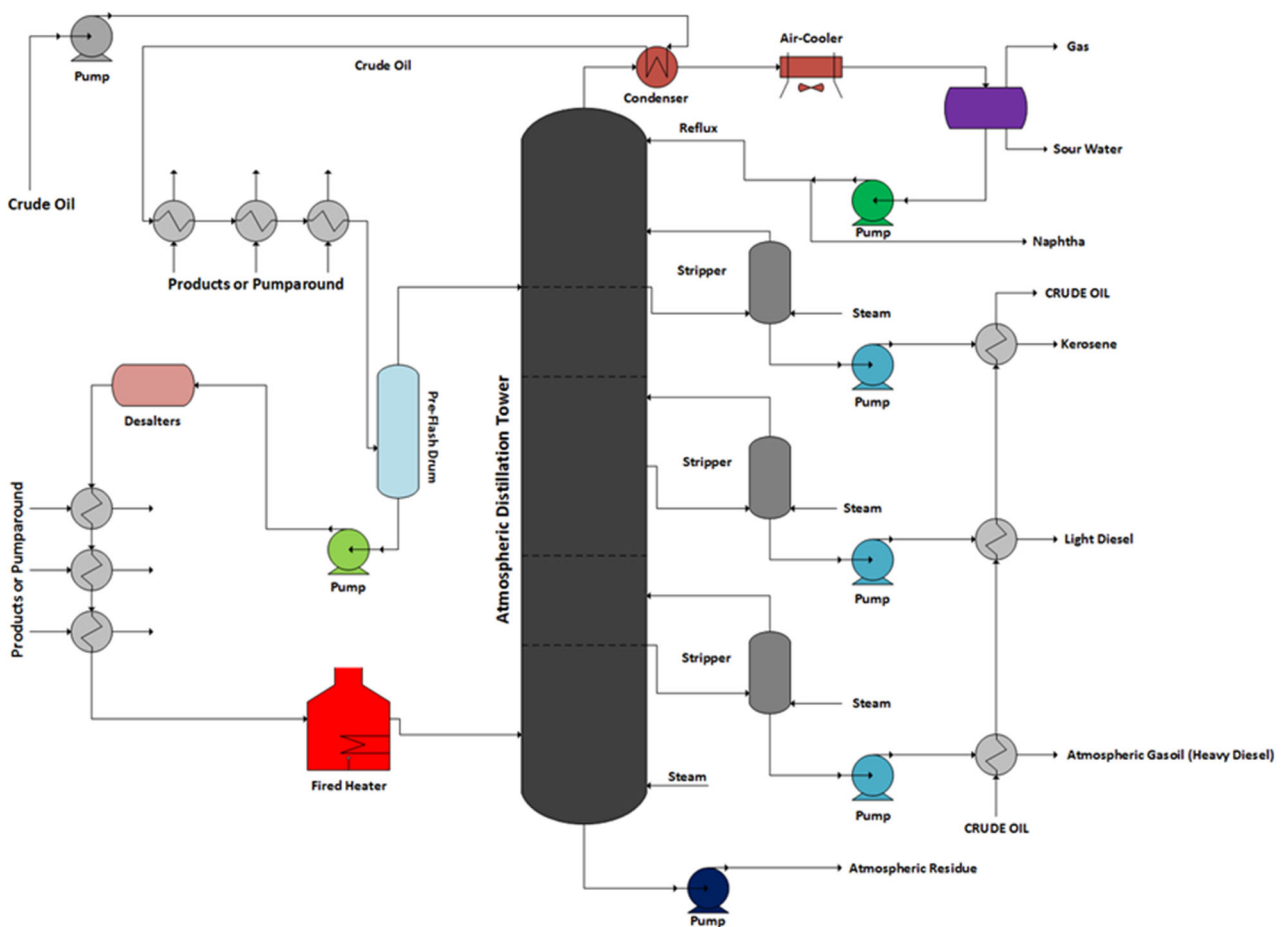 Pump
Crude Oil
Air-Cooler
Gas
Condenser
Reflux
Sour Water
Crude Oil
Pump
Naphtha
Products or Pumparound
Stripper
CRUDE OIL
Steam
Kerosene
Pump
Desalters
Pre-Flash Drum
Atmospheric Distillation Tower
Stripper
Steam
Products or Pumparound
Light Diesel
Pump
Pump
Stripper
Steam
Fired Heater
Steam
Atmospheric Gasoil (Heavy Diesel)
Pump
CRUDE OIL
Atmospheric Residue
Pump